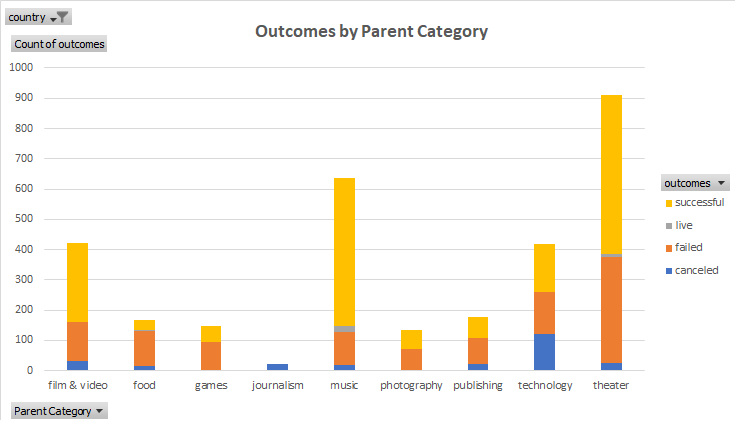 country
Count of outcomes
Outcomes by Parent Category
1000
900
800
700
600
500
400
300
200
100
0
film & video food games journalism music photography publishing technology theater
outcomes
successful
live
failed
canceled
Parent Category